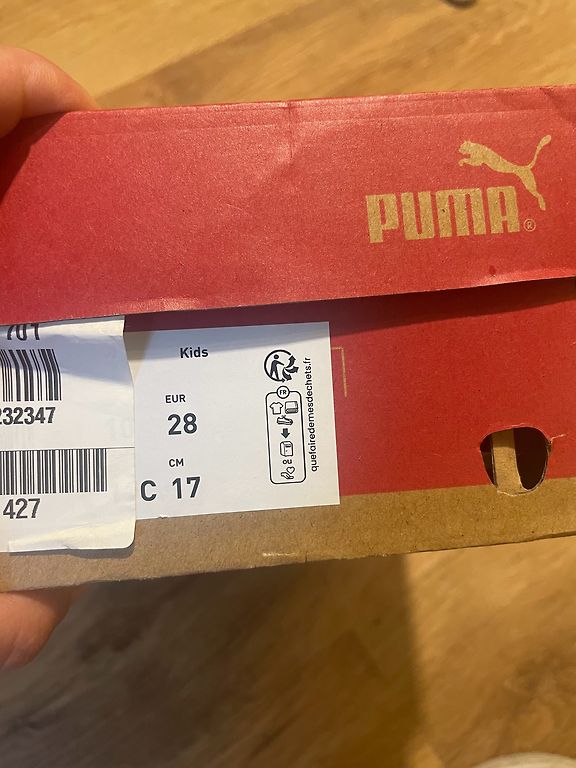 PUMA®
701
232347
427
Kids
EUR
28
CM
C 17
FR
quefairedemesdechets.fr